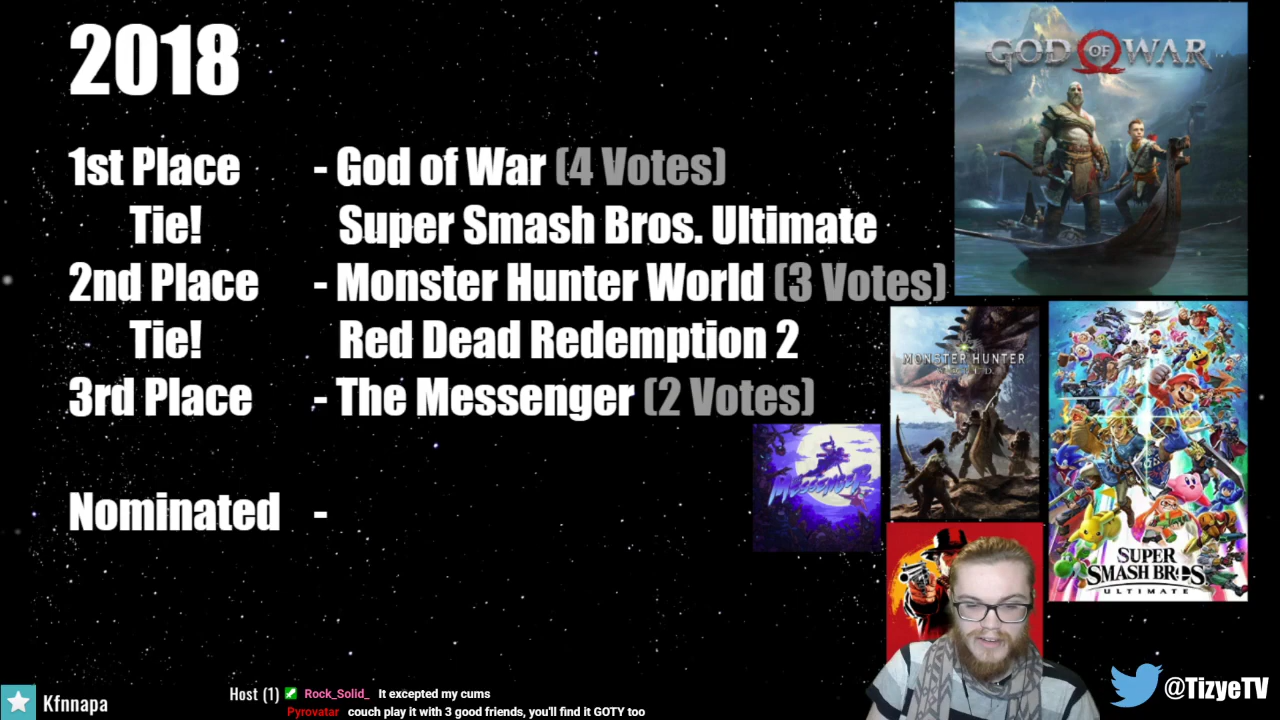 2018
1st Place - God of War (4 Votes)
Tie! Super Smash Bros. Ultimate
2nd Place - Monster Hunter World (3 Votes)
Tie! Red Dead Redemption 2
3rd Place - The Messenger (2 Votes)
Nominated -
GOD OF WAR
MONSTER HUNTER
WORLD
MESSENGER
SUPER
SMASH BROS.
ULTIMATE
Kfnnapa
Host (1) Rock_Solid_ It excepted my cums
Pyrovatar couch play it with 3 good friends, you'll find it GOTY too
@TizyeTV